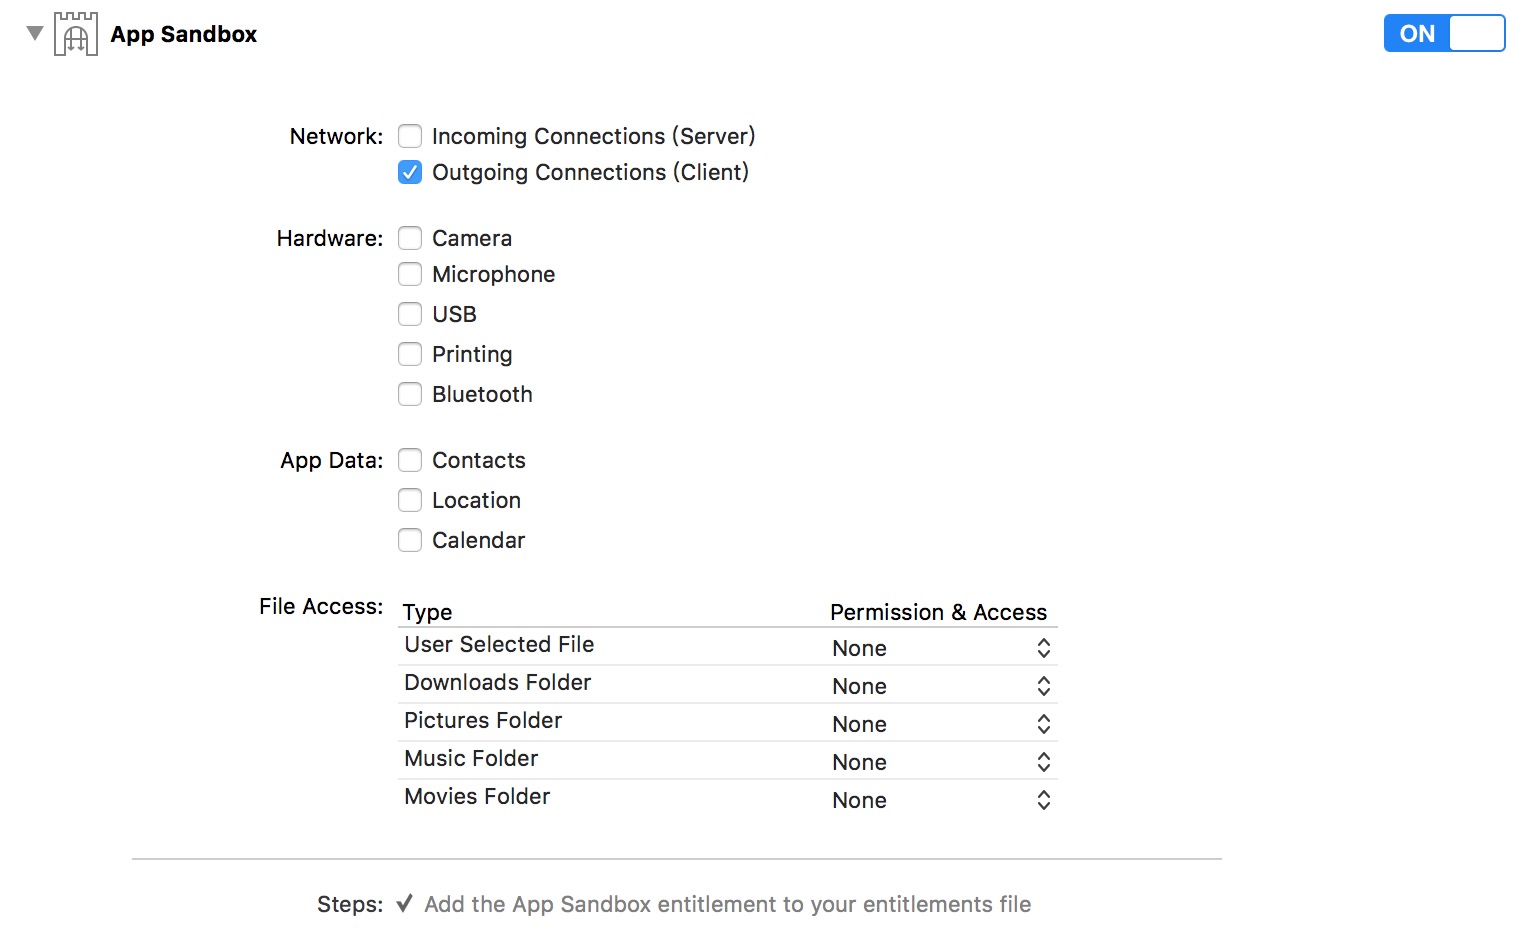 App Sandbox
ON
Network: Incoming Connections (Server)
Outgoing Connections (Client)
Hardware: Camera
Microphone
USB
Printing
Bluetooth
App Data: Contacts
Location
Calendar
File Access: Type Permission & Access
User Selected File None
Downloads Folder None
Pictures Folder None
Music Folder None
Movies Folder None
Steps: ✓ Add the App Sandbox entitlement to your entitlements file